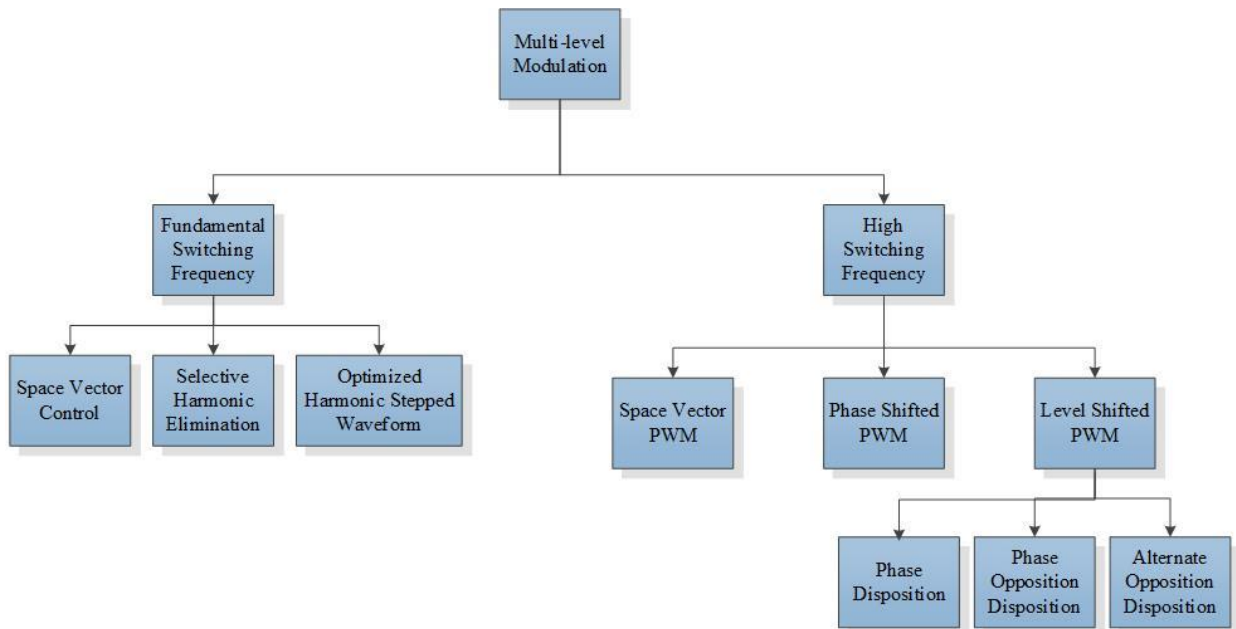 Multi-level
Modulation
Fundamental
Switching
Frequency
High
Switching
Frequency
Space Vector
Control
Selective
Harmonic
Elimination
Optimized
Harmonic Stepped
Waveform
Space Vector
PWM
Phase Shifted
PWM
Level Shifted
PWM
Phase
Disposition
Phase
Opposition
Disposition
Alternate
Opposition
Disposition